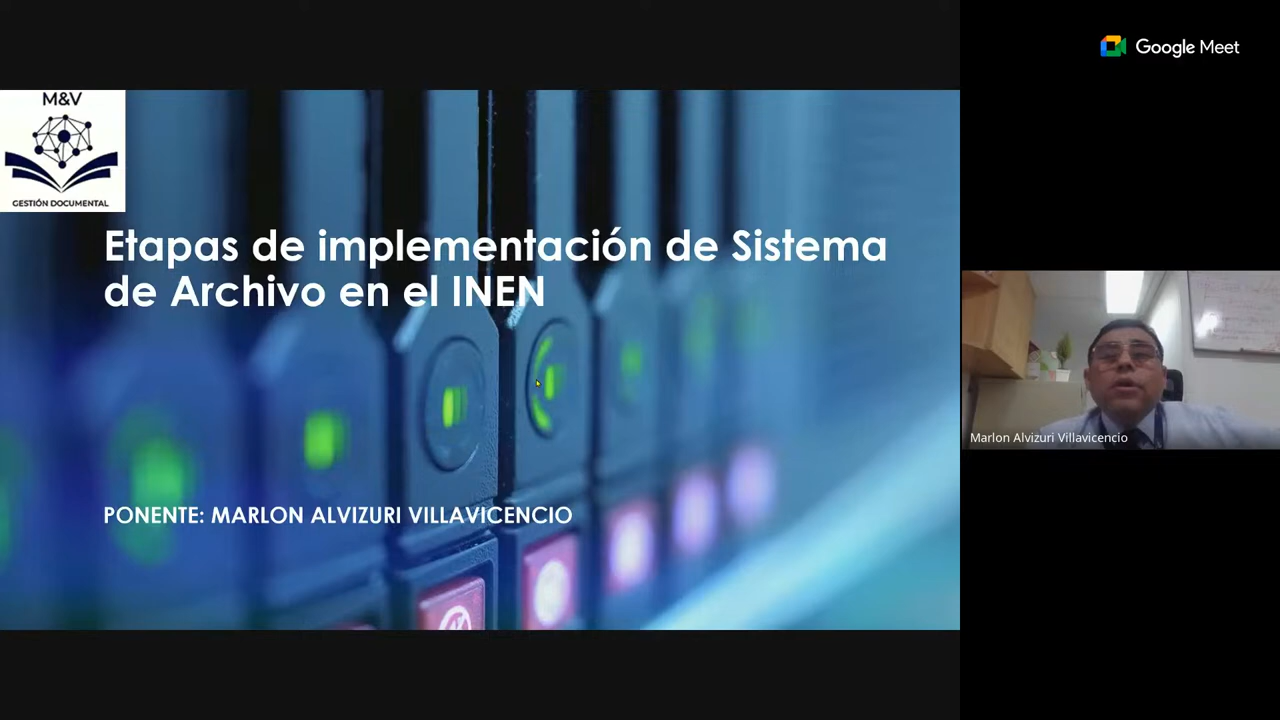 M&V
GESTIÓN DOCUMENTAL
Etapas de implementación de Sistema
de Archivo en el INEN
PONENTE: MARLON ALVIZURI VILLAVICENCIO
Google Meet
Marlon Alvizuri Villavicencio